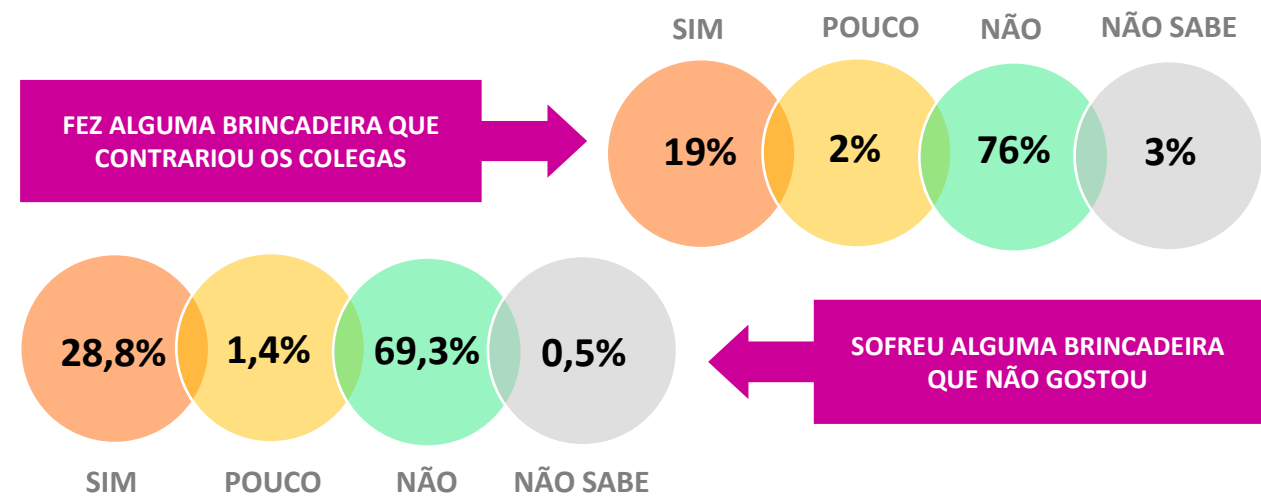 SIM POUCO NÃO NÃO SABE
FEZ ALGUMA BRINCADEIRA QUE
CONTRARIOU OS COLEGAS
19% 2% 76% 3%
28,8% 1,4% 69,3% 0,5%
SOFREU ALGUMA BRINCADEIRA
QUE NÃO GOSTOU
SIM POUCO NÃO NÃO SABE